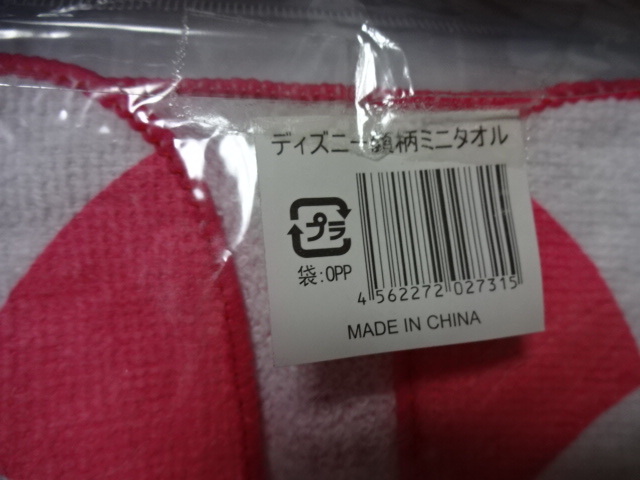 ディズニー顔柄ミニタオル
プラ
袋:OPP
4 562272 027315
MADE IN CHINA